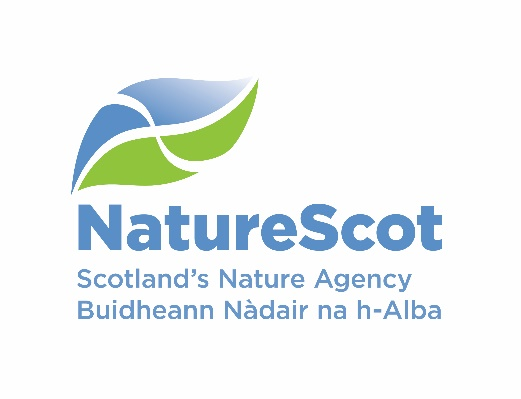 NatureScot
Scotland's Nature Agency
Buidheann Nàdair na h-Alba